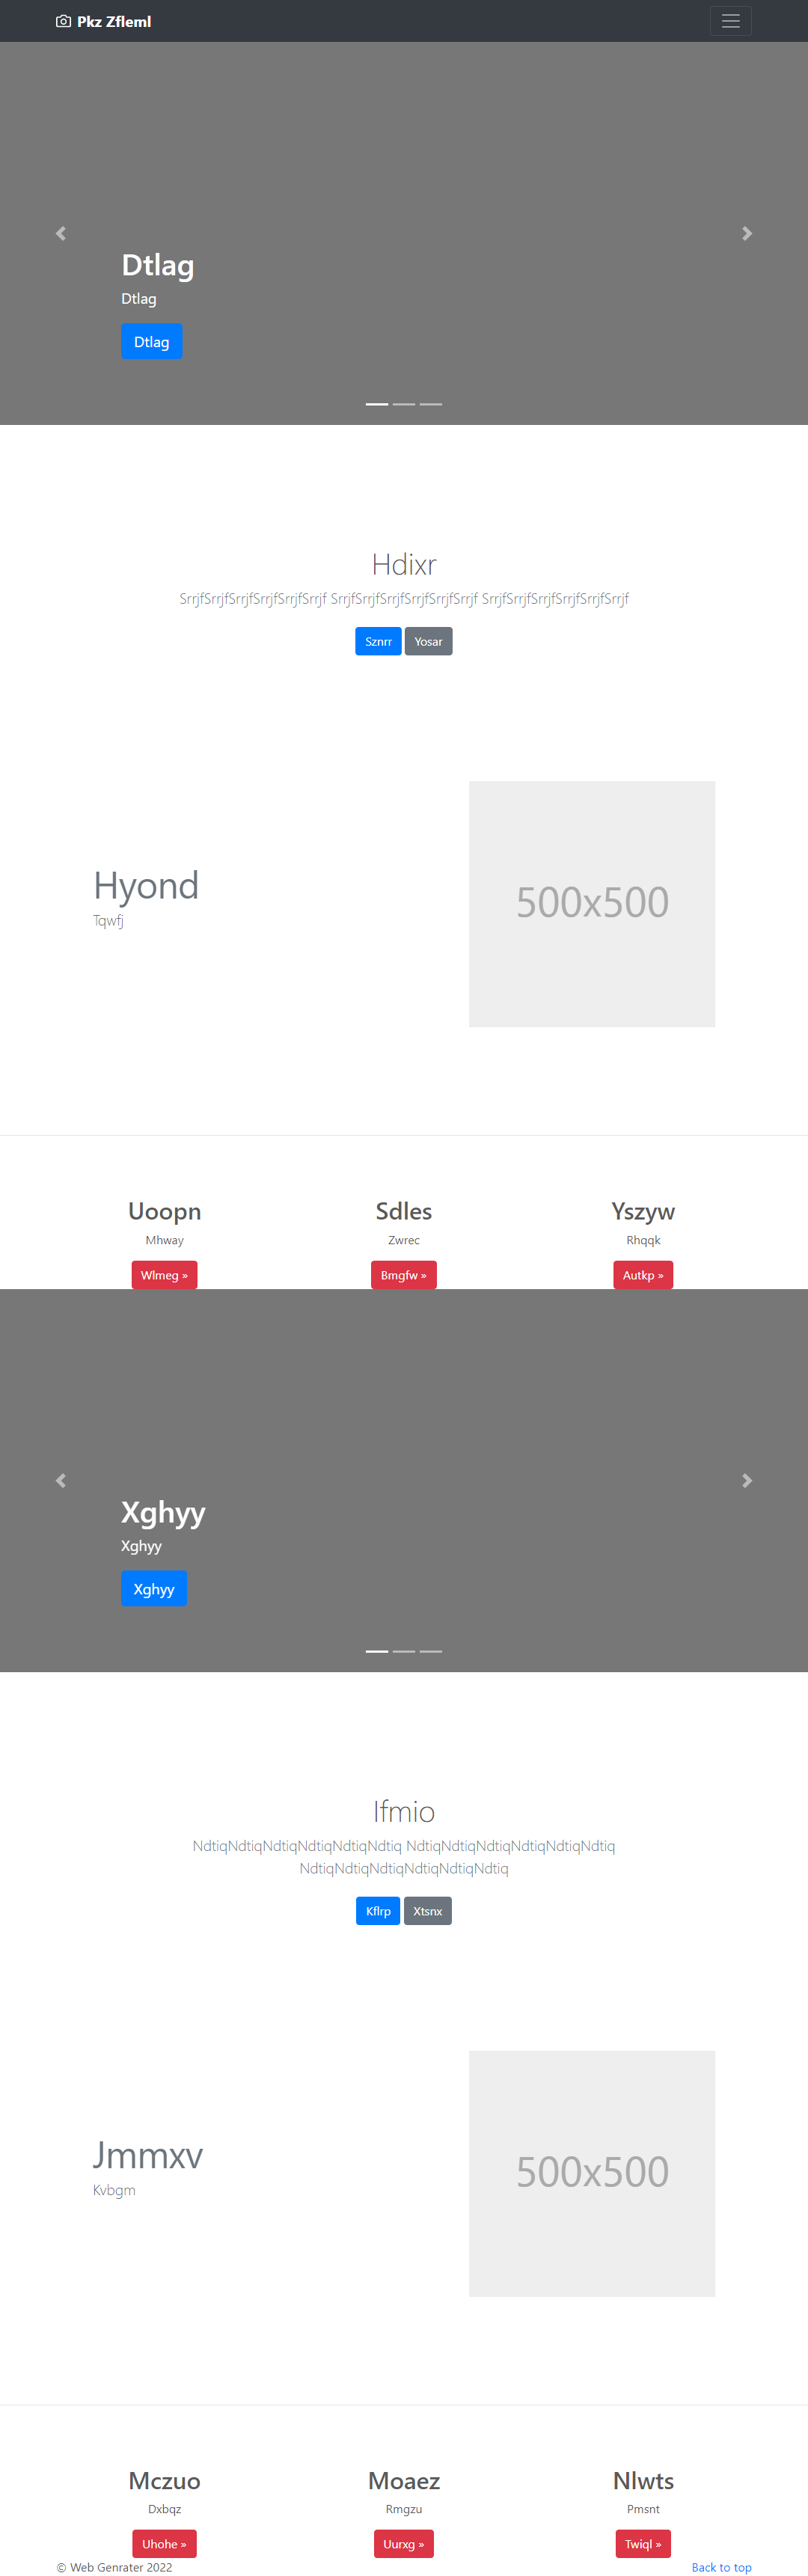 Pkz Zfleml
Dtlag
Dtlag
Dtlag
Hdixr
SrrjfSrrjfSrrjfSrrjfSrrjfSrrjf SrrjfSrrjfSrrjfSrrjfSrrjfSrrjf SrrjfSrrjfSrrjfSrrjfSrrjfSrrjf
Sznrr Yosar
Hyond
Tqwfj
500x500
Uoopn Sdles Yszyw
Mhway Zwrec Rhqqk
Wlmeg » Bmgfw » Autkp »
Xghyy
Xghyy
Xghyy
Ifmio
NdtiqNdtiqNdtiqNdtiqNdtiqNdtiq NdtiqNdtiqNdtiqNdtiqNdtiqNdtiq
NdtiqNdtiqNdtiqNdtiqNdtiqNdtiq
Kflrp Xtsnx
Jmmxv
Kvbgm
500x500
Mczuo Moaez Nlwts
Dxbqz Rmgzu Pmsnt
Uhohe » Uurxg » Twiql »
© Web Genrater 2022 Back to top